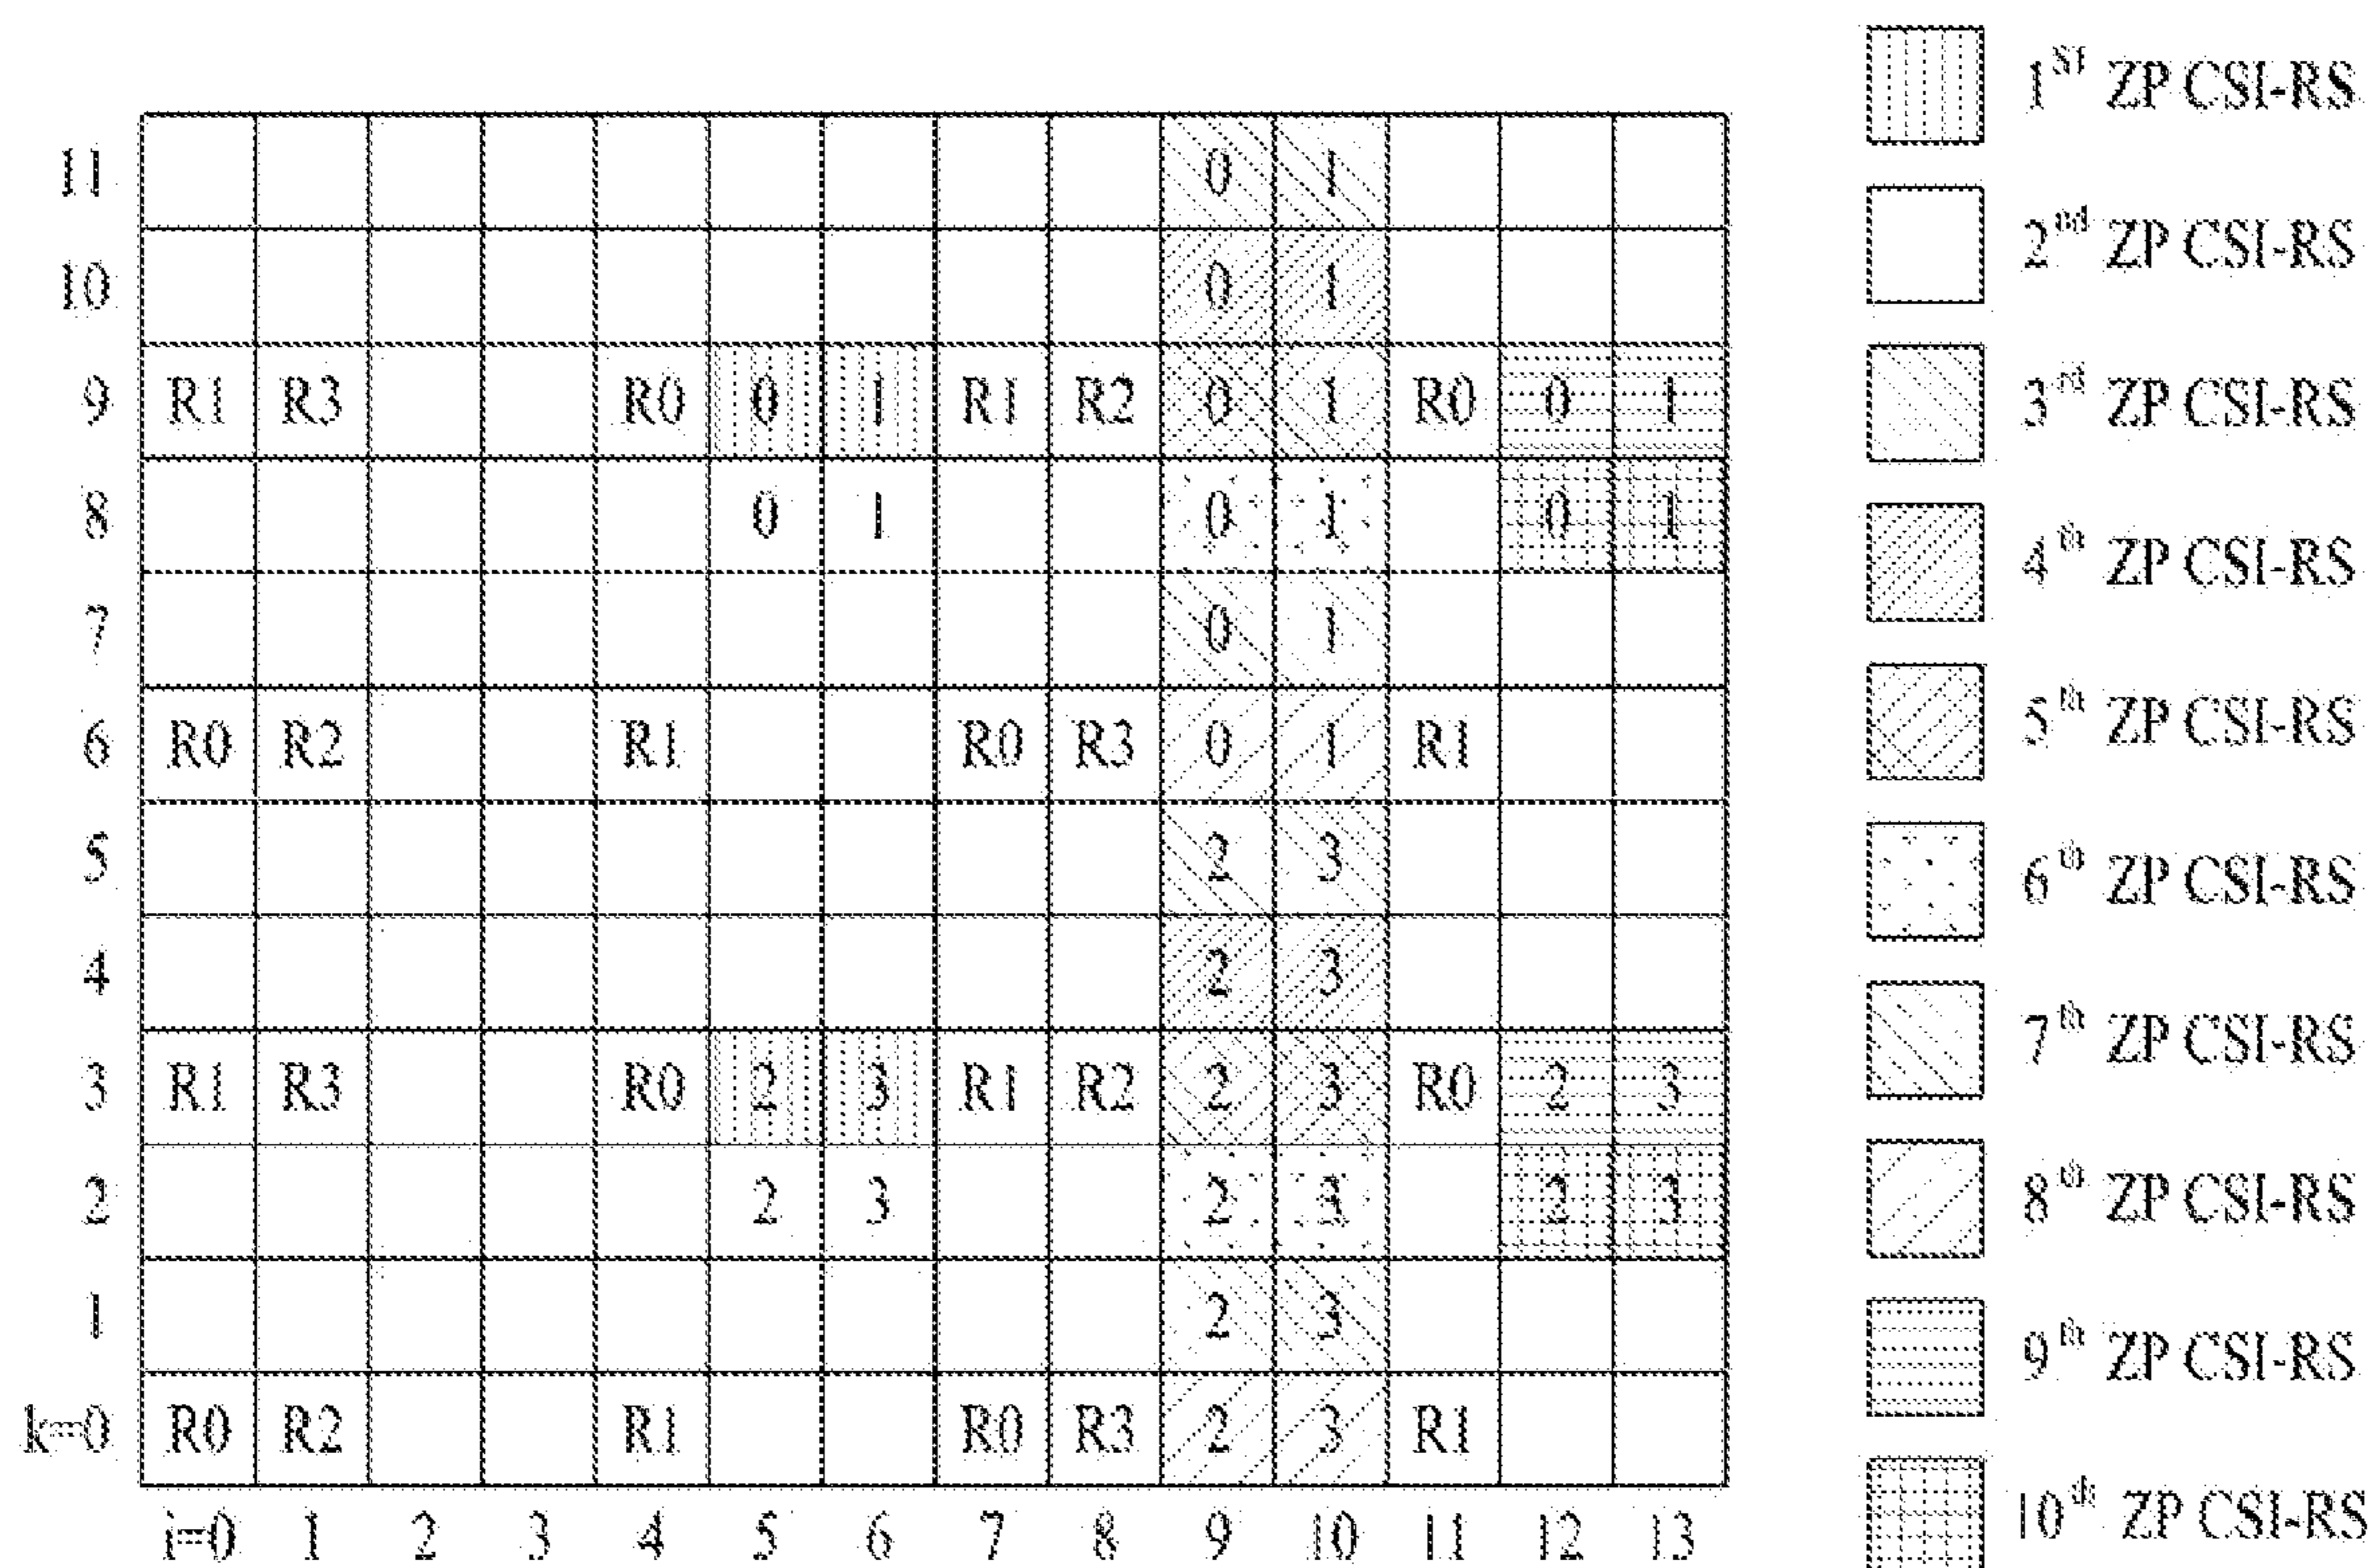 11 0 1
10 0 1
9 R1 R3 R0 0 1 R1 R2 0 1 R0 0 1
8 0 1 0 1 0 1
7 0 1
6 R0 R2 R1 R0 R3 0 1 R1
5 2 3
4 2 3
3 R1 R3 R0 2 3 R1 R2 2 3 R0 2 3
2 2 3 2 3 2 3
1 2 3
k=0 R0 R2 R1 R0 R3 2 3 R1
i=0 1 2 3 4 5 6 7 8 9 10 11 12 13
1ST ZP CSI-RS
2nd ZP CSI-RS
3rd ZP CSI-RS
4th ZP CSI-RS
5th ZP CSI-RS
6th ZP CSI-RS
7th ZP CSI-RS
8th ZP CSI-RS
9th ZP CSI-RS
10th ZP CSI-RS